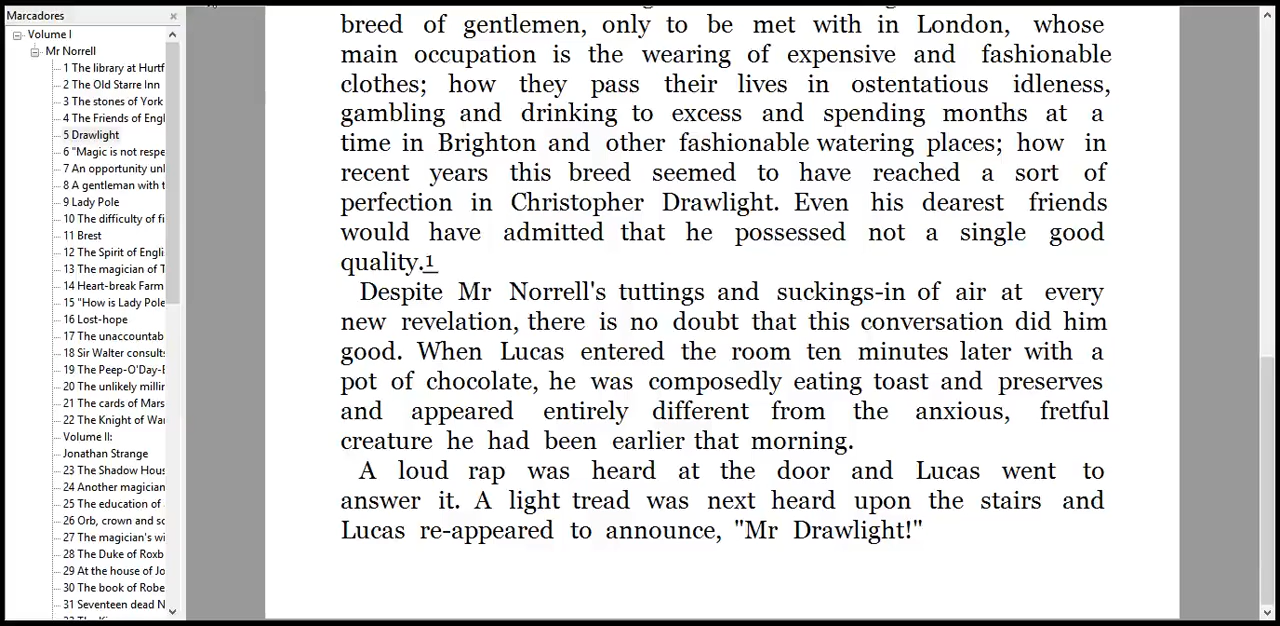 Marcadores
Volume I
Mr Norrell
1 The library at Hurtf
2 The Old Starre Inn
3 The stones of York
4 The Friends of Engl
5 Drawlight
6 "Magic is not respe
7 An opportunity unl
8 A gentleman with t
9 Lady Pole
10 The difficulty of fi
11 Brest
12 The Spirit of Engli
13 The magician of T
14 Heart-break Farm
15 "How is Lady Pole
16 Lost-hope
17 The unaccountab
18 Sir Walter consult
19 The Peep-O'Day-B
20 The unlikely millin
21 The cards of Mars
22 The Knight of Wa
Volume II:
Jonathan Strange
23 The Shadow Hous
24 Another magician
25 The education of
26 Orb, crown and sc
27 The magician's wi
28 The Duke of Roxb
29 At the house of Jo
30 The book of Robe
31 Seventeen dead N
breed of gentlemen, only to be met with in London, whose
main occupation is the wearing of expensive and fashionable
clothes; how they pass their lives in ostentatious idleness,
gambling and drinking to excess and spending months at a
time in Brighton and other fashionable watering places; how in
recent years this breed seemed to have reached a sort of
perfection in Christopher Drawlight. Even his dearest friends
would have admitted that he possessed not a single good
quality.1
Despite Mr Norrell's tuttings and suckings-in of air at every
new revelation, there is no doubt that this conversation did him
good. When Lucas entered the room ten minutes later with a
pot of chocolate, he was composedly eating toast and preserves
and appeared entirely different from the anxious, fretful
creature he had been earlier that morning.
A loud rap was heard at the door and Lucas went to
answer it. A light tread was next heard upon the stairs and
Lucas re-appeared to announce, "Mr Drawlight!"